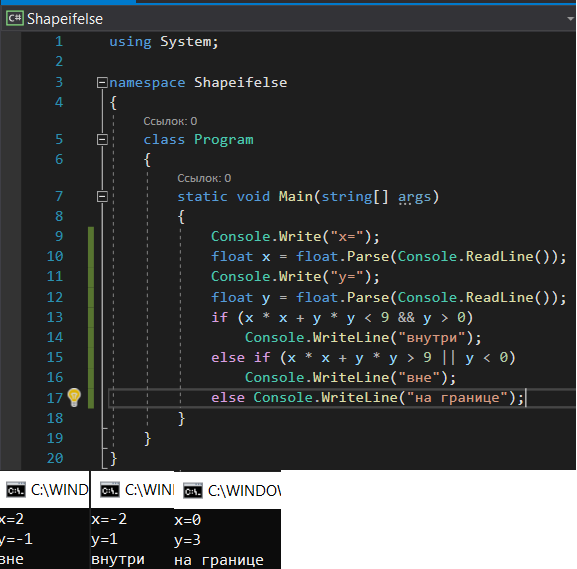 C# Shapeifelse
1 using System;
2
3 namespace Shapeifelse
4 {
Ссылок: 0
5 class Program
6 {
Ссылок: 0
7 static void Main(string[] args)
8 {
9 Console.Write("x=");
10 float x = float.Parse(Console.ReadLine());
11 Console.Write("y=");
12 float y = float.Parse(Console.ReadLine());
13 if (x * x + y * y < 9 && y > 0)
14 Console.WriteLine("внутри");
15 else if (x * x + y * y > 9 || y < 0)
16 Console.WriteLine("вне");
17 else Console.WriteLine("на границе");
18 }
19 }
20 }
C:\WIND
x=2
y=-1
вне
C:\WIN
x=-2
y=1
внутри
C:\WINDOW
x=0
y=3
на границе